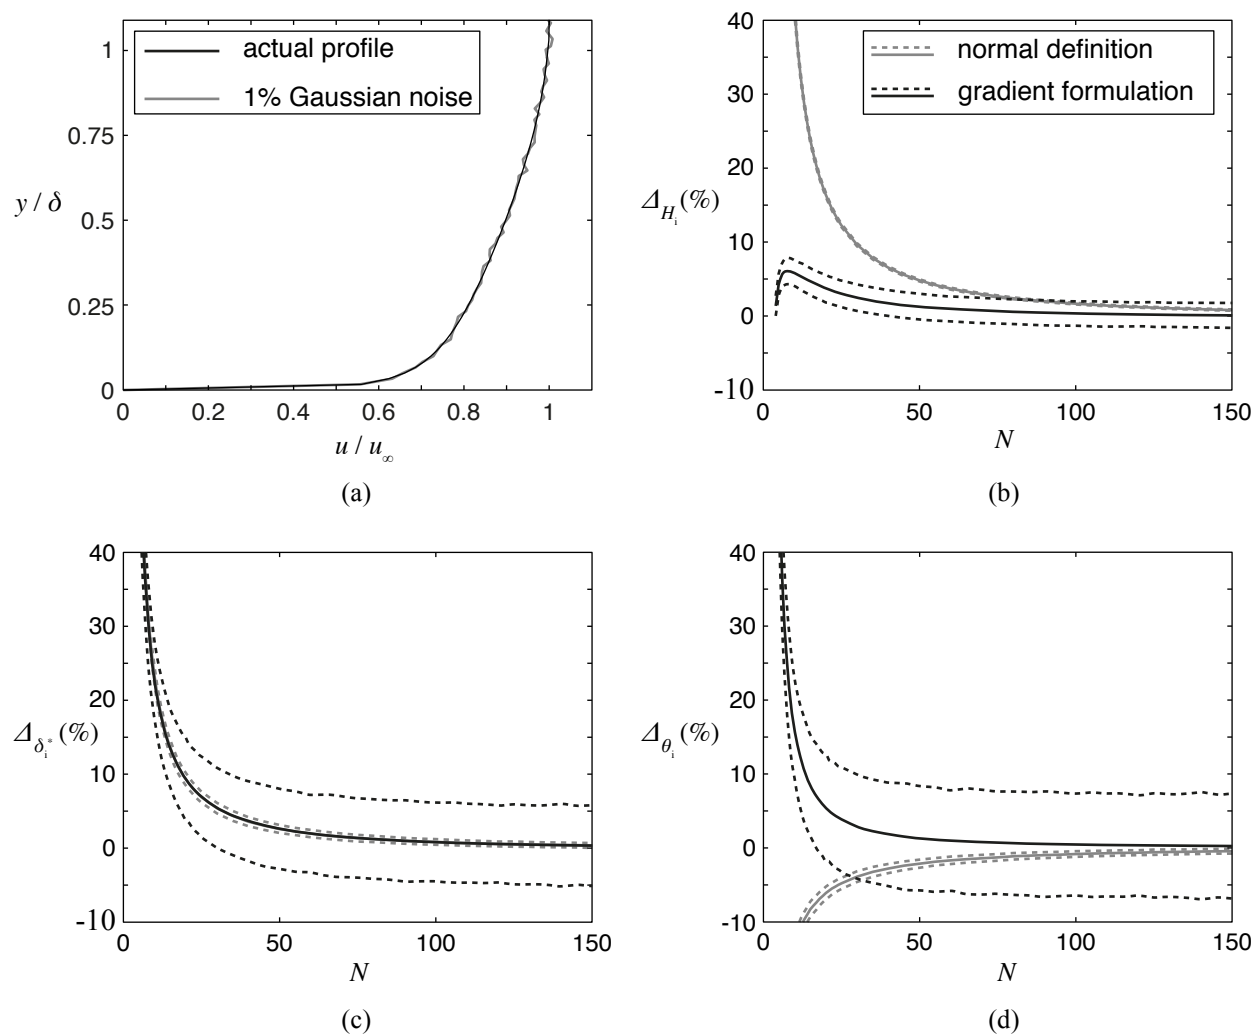 1
0.75
y / δ
0.5
0.25
0
0
0.2
0.4
0.6
0.8
1
u / u∞
actual profile
1% Gaussian noise
(a)
40
30
20
Δ_{H_i}(%)
10
0
-10
0
50
100
150
N
normal definition
gradient formulation
(b)
40
30
20
Δ_{δ_i^*}(%)
10
0
-10
0
50
100
150
N
(c)
40
30
20
Δ_{θ_i}(%)
10
0
-10
0
50
100
150
N
(d)